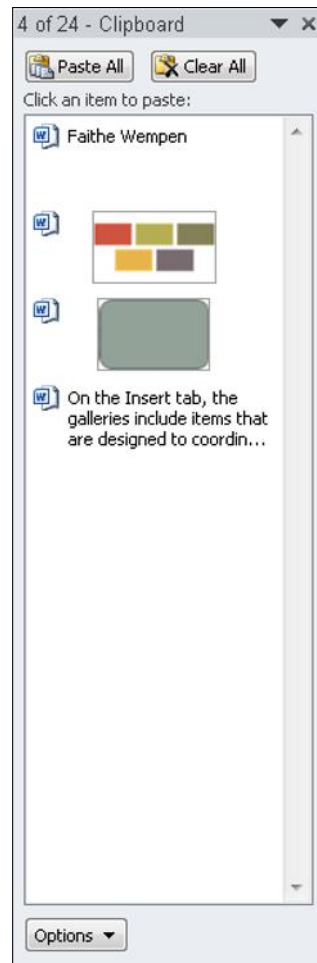 4 of 24 - Clipboard
Paste All Clear All
Click an item to paste:
Faithe Wempen
On the Insert tab, the
galleries include items that
are designed to coordin...
Options